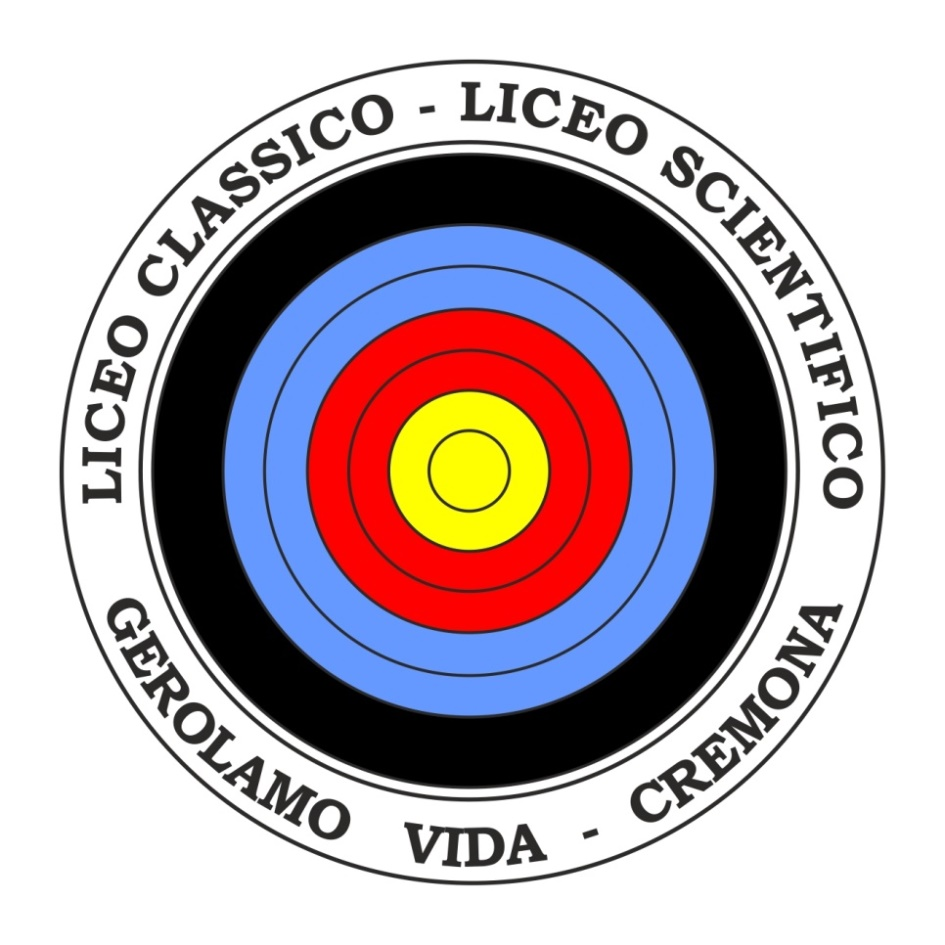 LICEO CLASSICO - LICEO SCIENTIFICO
GEROLAMO VIDA - CREMONA